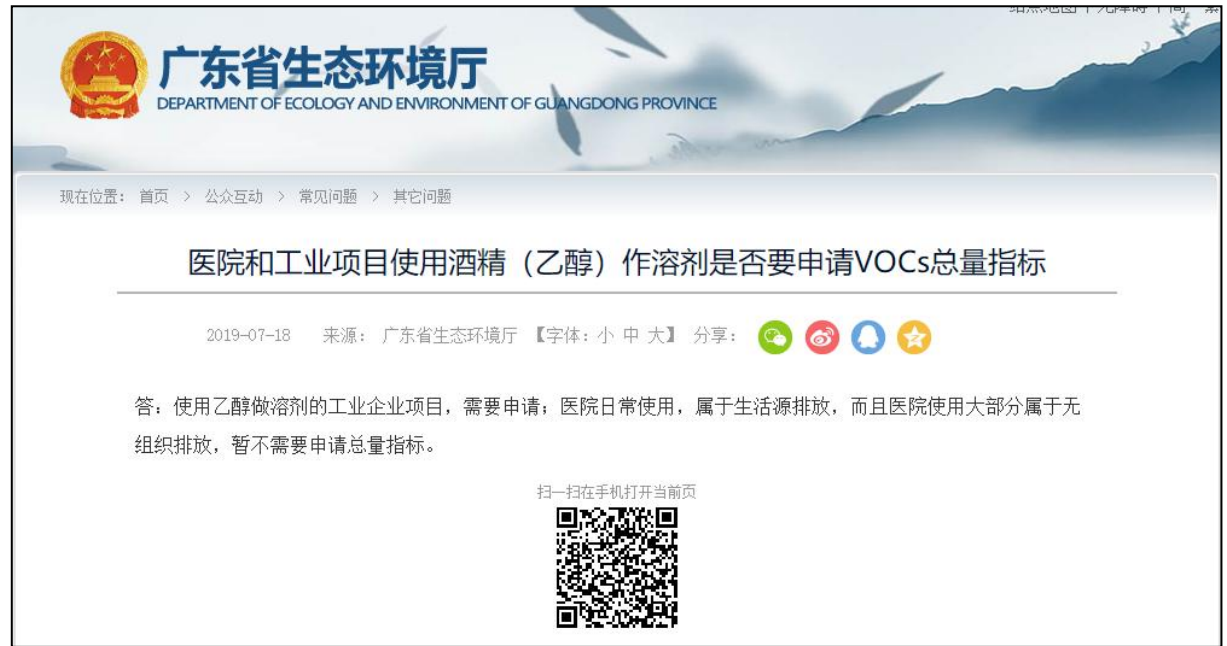 广东省生态环境厅
DEPARTMENT OF ECOLOGY AND ENVIRONMENT OF GUANGDONG PROVINCE
现在位置： 首页 > 公众互动 > 常见问题 > 其它问题
医院和工业项目使用酒精（乙醇）作溶剂是否要申请VOCs总量指标
2019-07-18 来源： 广东省生态环境厅 【字体：小 中 大】 分享：
答：使用乙醇做溶剂的工业企业项目，需要申请；医院日常使用，属于生活源排放，而且医院使用大部分属于无
组织排放，暂不需要申请总量指标。
扫一扫在手机打开当前页